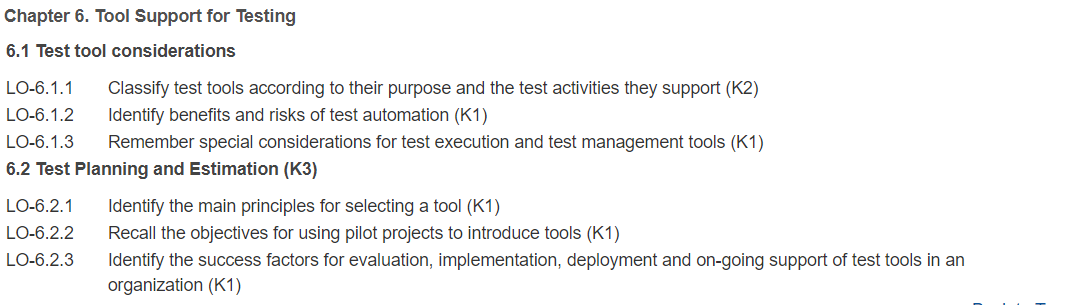 Chapter 6. Tool Support for Testing
6.1 Test tool considerations
LO-6.1.1 Classify test tools according to their purpose and the test activities they support (K2)
LO-6.1.2 Identify benefits and risks of test automation (K1)
LO-6.1.3 Remember special considerations for test execution and test management tools (K1)
6.2 Test Planning and Estimation (K3)
LO-6.2.1 Identify the main principles for selecting a tool (K1)
LO-6.2.2 Recall the objectives for using pilot projects to introduce tools (K1)
LO-6.2.3 Identify the success factors for evaluation, implementation, deployment and on-going support of test tools in an
organization (K1)